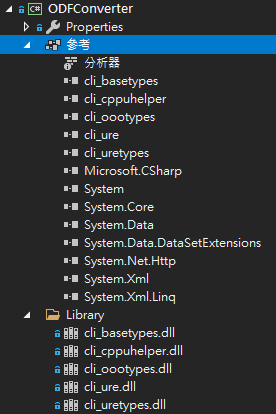 C# ODFConverter
Properties
參考
分析器
cli_basetypes
cli_cppuhelper
cli_oootypes
cli_ure
cli_uretypes
Microsoft.CSharp
System
System.Core
System.Data
System.Data.DataSetExtensions
System.Net.Http
System.Xml
System.Xml.Linq
Library
cli_basetypes.dll
cli_cppuhelper.dll
cli_oootypes.dll
cli_ure.dll
cli_uretypes.dll